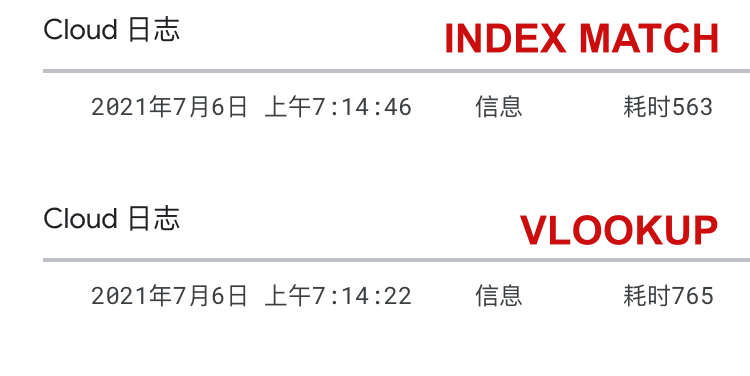 Cloud 日志
INDEX MATCH
2021年7月6日 上午7:14:46 信息 耗时563
Cloud 日志
VLOOKUP
2021年7月6日 上午7:14:22 信息 耗时765